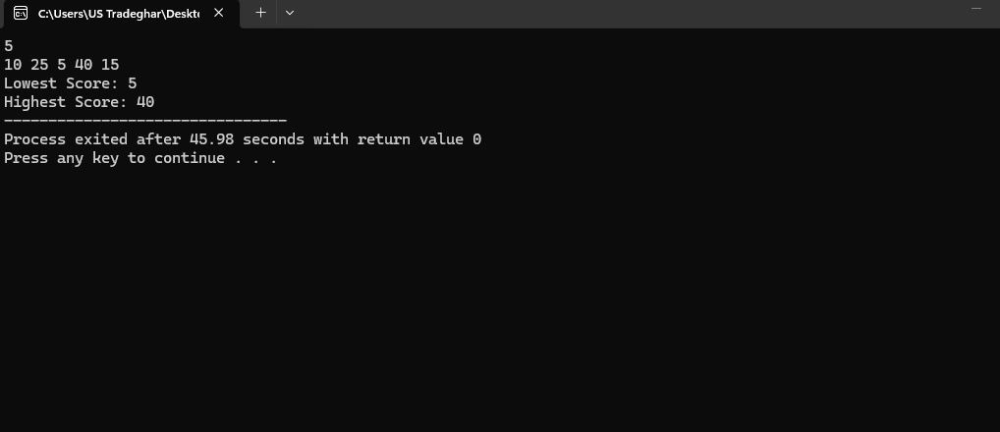 C:\Users\US Tradeghar\Deskto
5
10 25 5 40 15
Lowest Score: 5
Highest Score: 40
--------------------------------
Process exited after 45.98 seconds with return value 0
Press any key to continue . . .